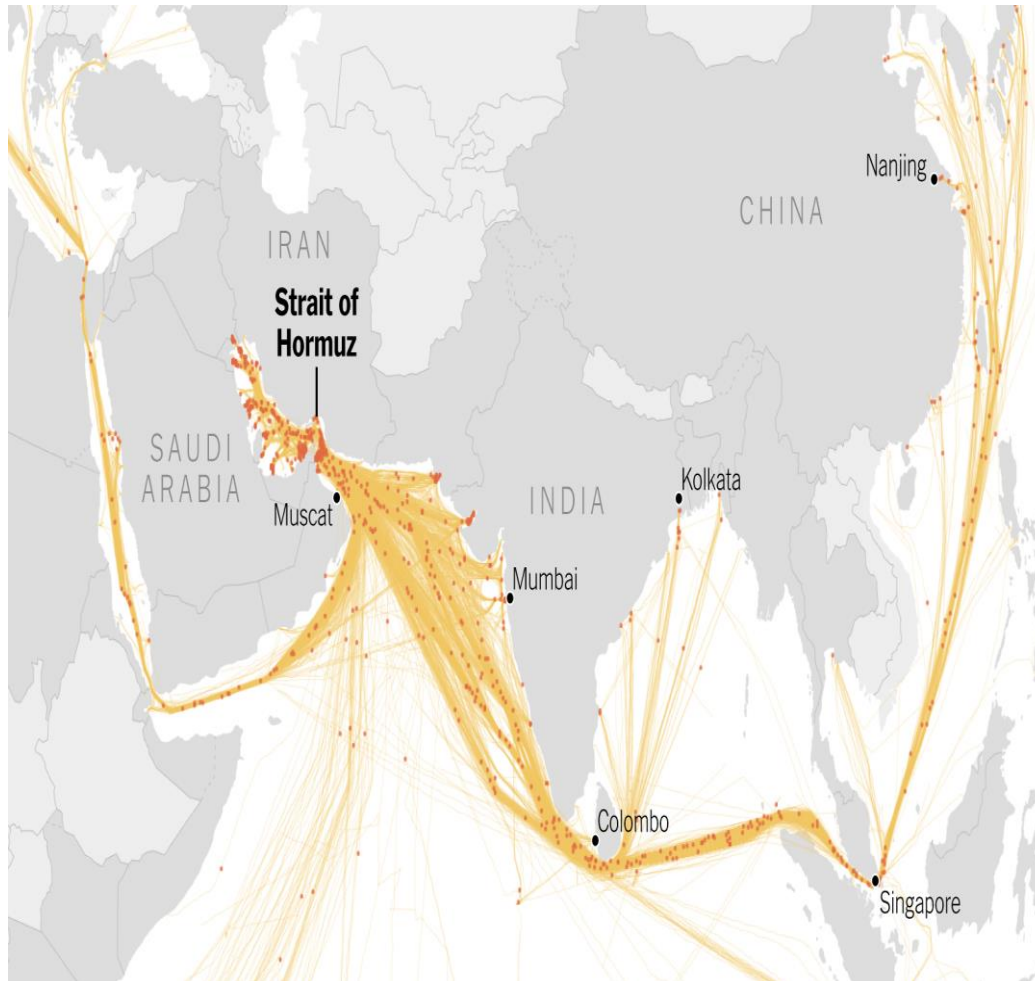 Nanjing
CHINA
IRAN
Strait of
Hormuz
SAUDI
ARABIA
Muscat
INDIA
Kolkata
Mumbai
Colombo
Singapore